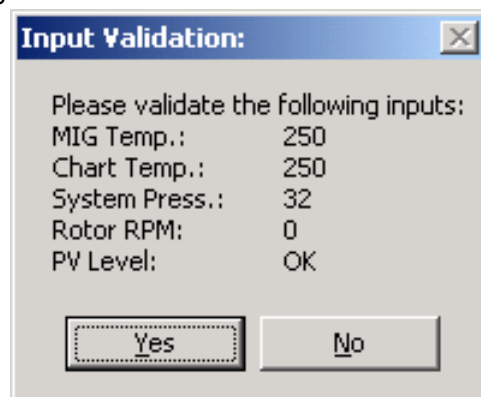 Input Validation:
Please validate the following inputs:
MIG Temp.: 250
Chart Temp.: 250
System Press.: 32
Rotor RPM: 0
PV Level: OK
Yes No